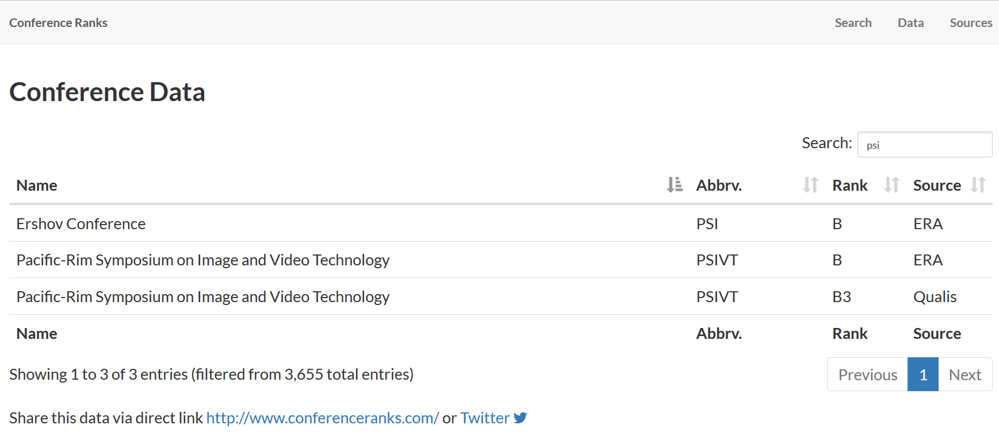 Conference Ranks Search Data Sources
Conference Data
Search: psi
Name Abbrv. Rank Source
Ershov Conference PSI B ERA
Pacific-Rim Symposium on Image and Video Technology PSIVT B ERA
Pacific-Rim Symposium on Image and Video Technology PSIVT B3 Qualis
Name Abbrv. Rank Source
Showing 1 to 3 of 3 entries (filtered from 3,655 total entries) Previous 1 Next
Share this data via direct link http://www.conferenceranks.com/ or Twitter